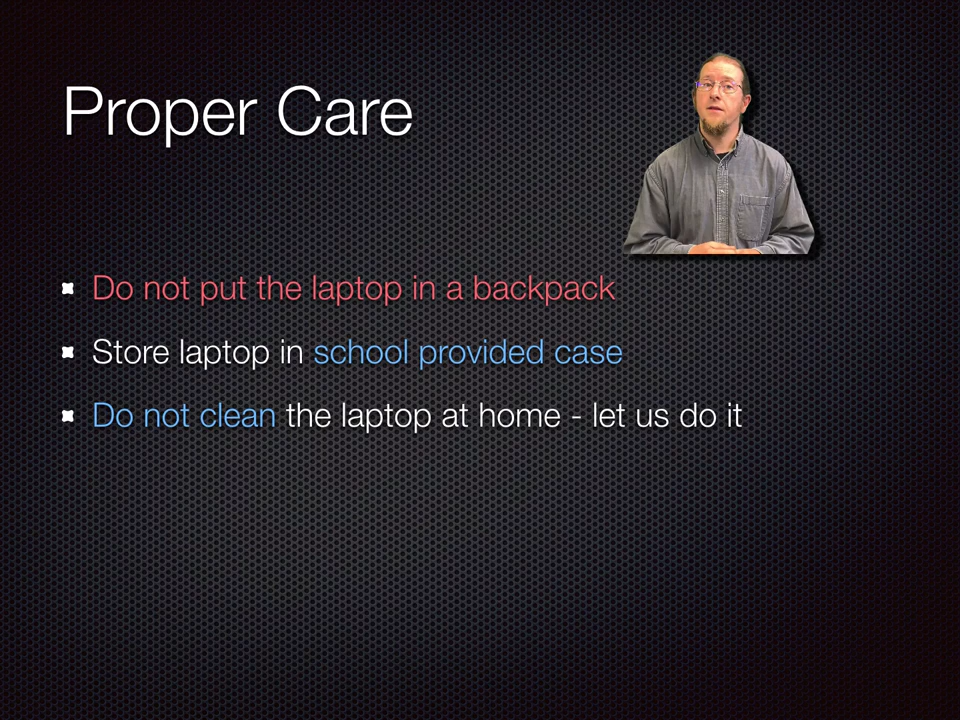 Proper Care
Do not put the laptop in a backpack
Store laptop in school provided case
Do not clean the laptop at home - let us do it